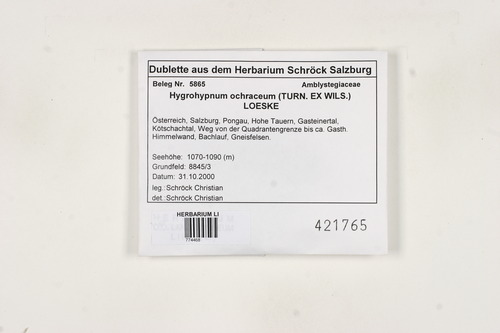 Dublette aus dem Herbarium Schröck Salzburg
Beleg Nr. 5865 Amblystegiaceae
Hygrohypnum ochraceum (TURN. EX WILS.)
LOESKE
Österreich, Salzburg, Pongau, Hohe Tauern, Gasteinertal,
Kötschachtal, Weg von der Quadrantengrenze bis ca. Gasth.
Himmelwand, Bachlauf, Gneisfelsen.
Seehöhe: 1070-1090 (m)
Grundfeld: 8845/3
Datum: 31.10.2000
leg.: Schröck Christian
det.: Schröck Christian
HERBARIUM LI
774468
421765